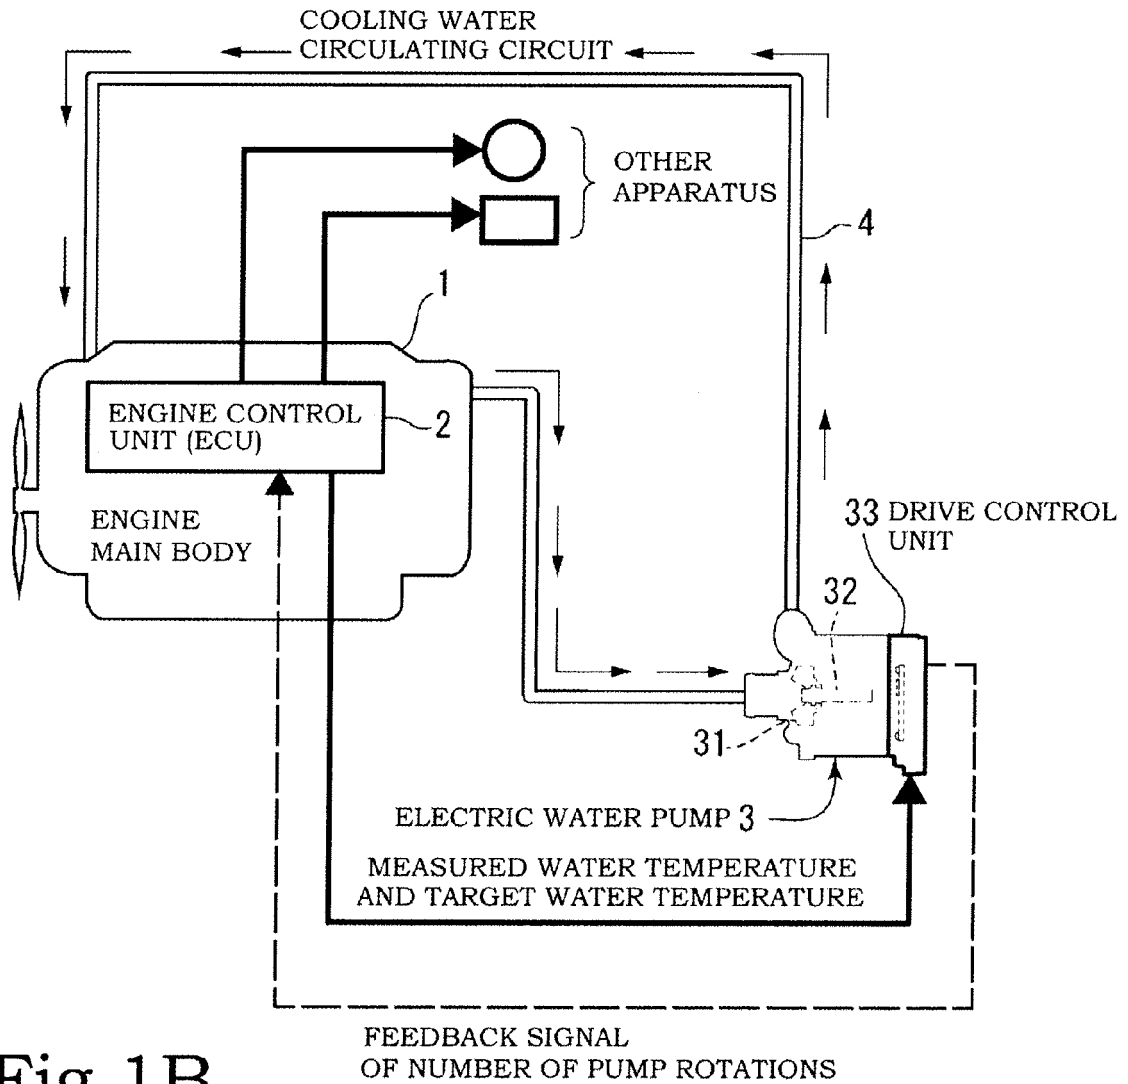 COOLING WATER
CIRCULATING CIRCUIT
OTHER
APPARATUS
4
1
ENGINE CONTROL
UNIT (ECU)
2
ENGINE
MAIN BODY
33 DRIVE CONTROL
UNIT
32
31
ELECTRIC WATER PUMP 3
MEASURED WATER TEMPERATURE
AND TARGET WATER TEMPERATURE
FEEDBACK SIGNAL
OF NUMBER OF PUMP ROTATIONS
Fig. 1B